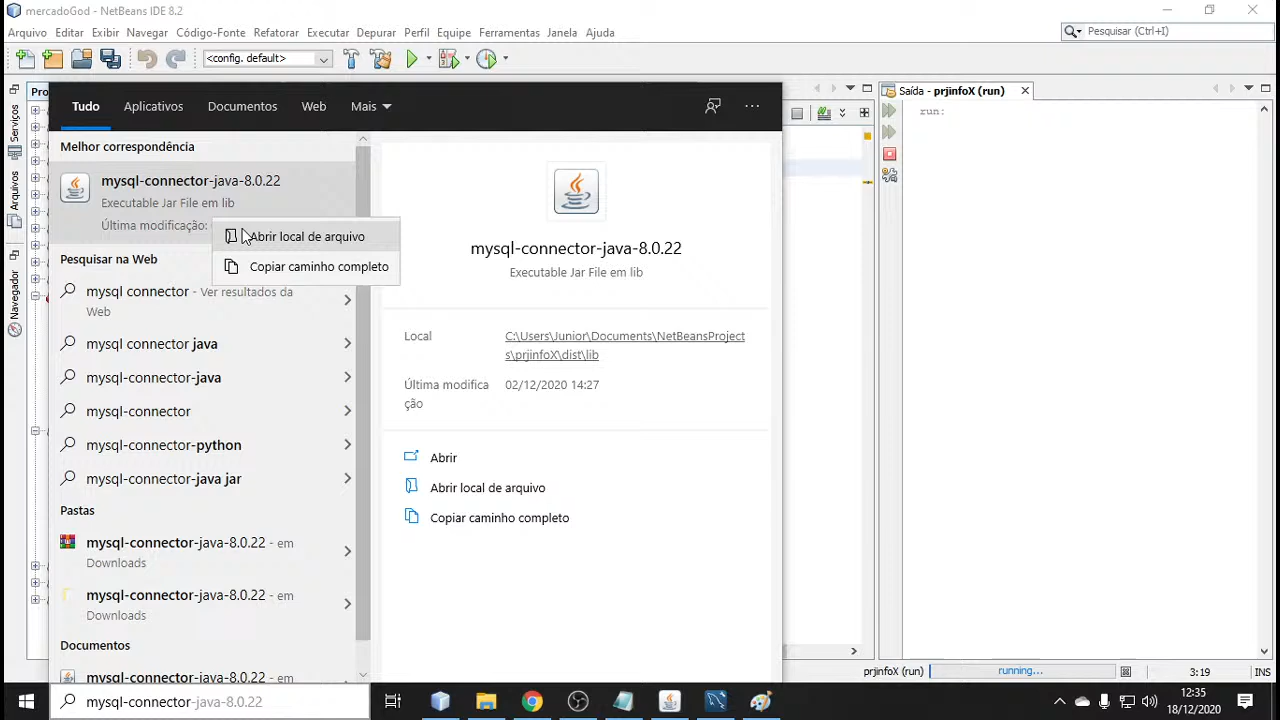 mercadoGod - NetBeans IDE 8.2
Arquivo Editar Exibir Navegar Código-Fonte Refatorar Executar Depurar Perfil Equipe Ferramentas Janela Ajuda
Pesquisar (Ctrl+I)
<config. default>
Pro
Saída - prjinfoX (run)
run:
Serviços
Arquivos
Navegador
Tudo Aplicativos Documentos Web Mais
Melhor correspondência
mysql-connector-java-8.0.22
Executable Jar File em lib
Última modificação:
Abrir local de arquivo
Copiar caminho completo
Pesquisar na Web
mysql connector - Ver resultados da
Web
mysql connector java
mysql-connector-java
mysql-connector
mysql-connector-python
mysql-connector-java jar
Pastas
mysql-connector-java-8.0.22 - em
Downloads
mysql-connector-java-8.0.22 - em
Downloads
Documentos
mysql-connector-java-8.0.22 - em
mysql-connector-java-8.0.22
Executable Jar File em lib
Local
C:\Users\Junior\Documents\NetBeansProject
s\prjinfoX\dist\lib
Última modifica
ção
02/12/2020 14:27
Abrir
Abrir local de arquivo
Copiar caminho completo
prjinfoX (run)
running...
3:19
INS
mysql-connector-java-8.0.22
12:35
18/12/2020